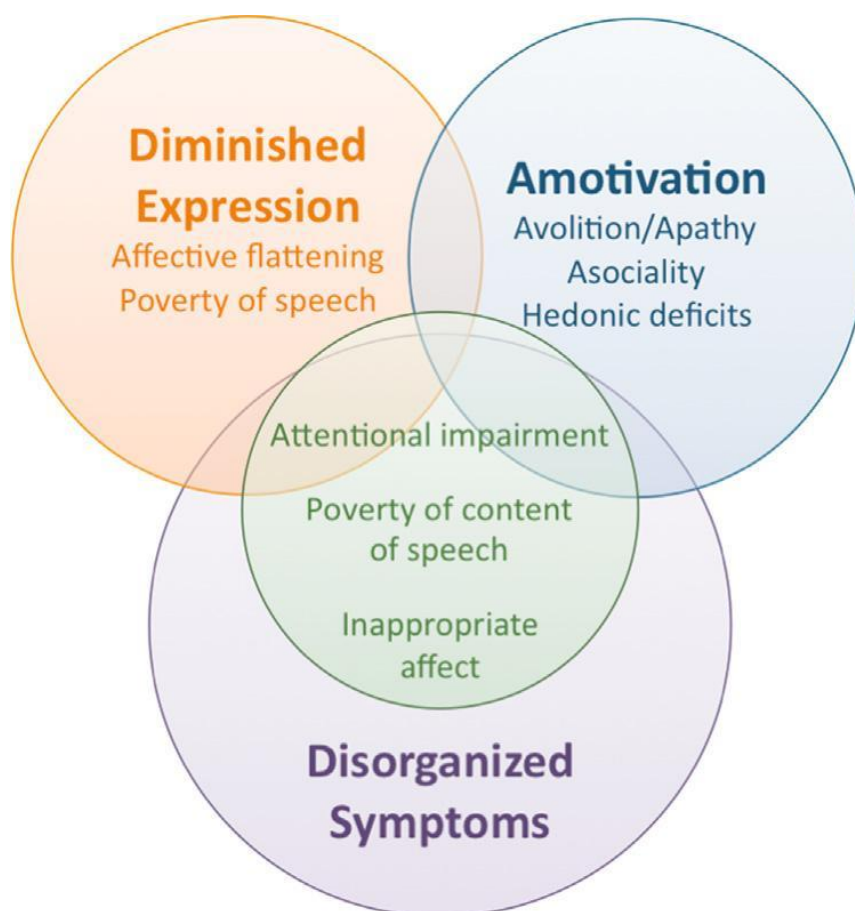 Diminished
Expression
Affective flattening
Poverty of speech
Amotivation
Avolition/Apathy
Asociality
Hedonic deficits
Attentional impairment
Poverty of content
of speech
Inappropriate
affect
Disorganized
Symptoms